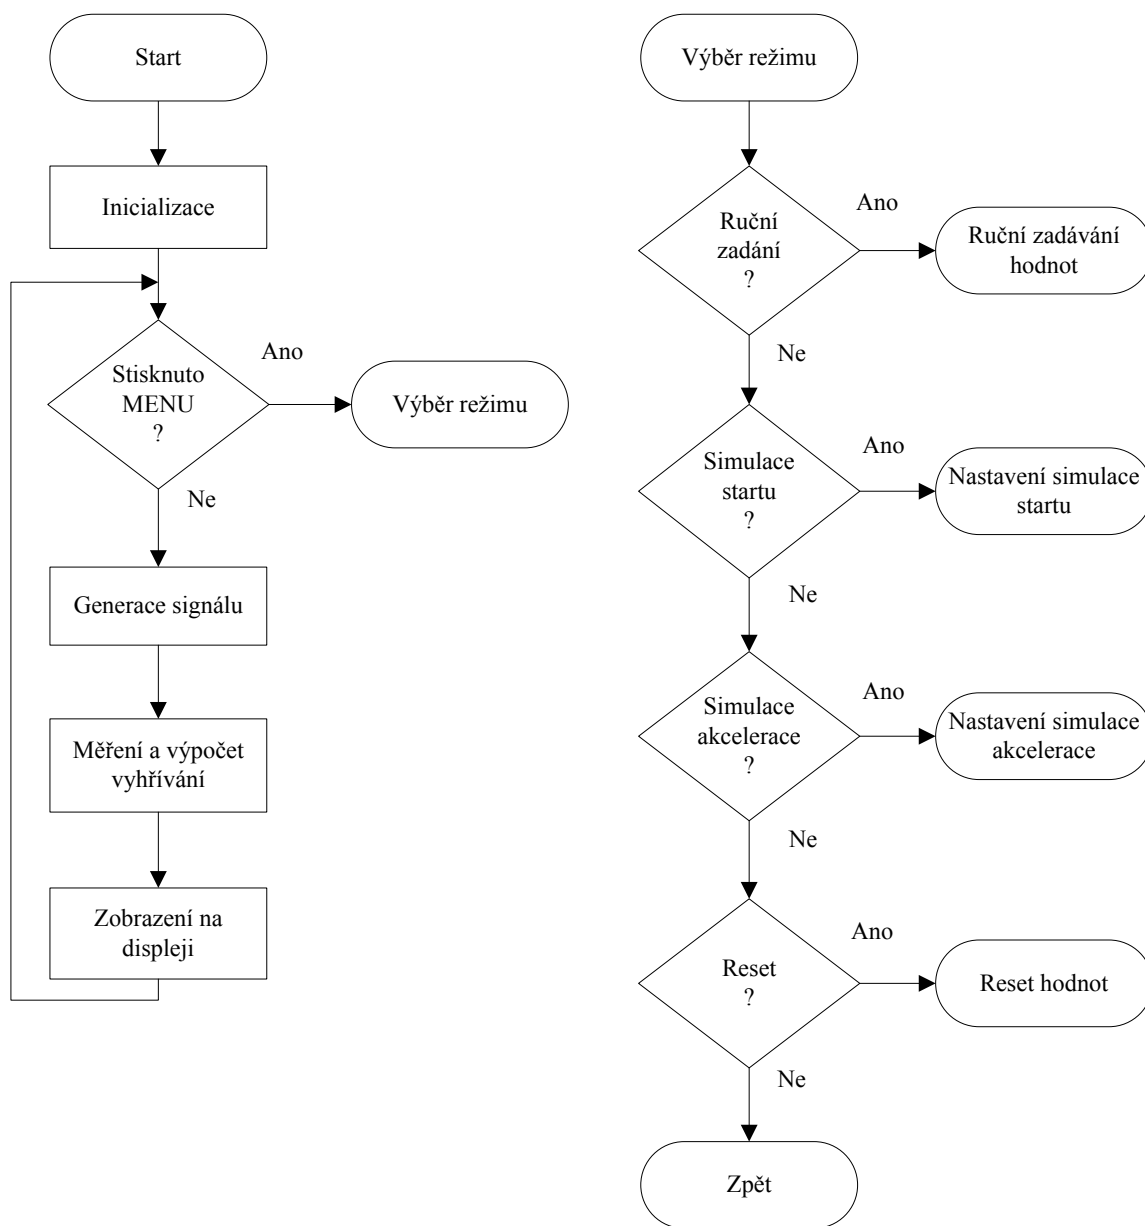 Start
Inicializace
Stisknuto
MENU
?
Ano
Výběr režimu
Ne
Generace signálu
Měření a výpočet
vyhřívání
Zobrazení na
displeji
Výběr režimu
Ruční
zadání
?
Ano
Ruční zadávání
hodnot
Ne
Simulace
startu
?
Ano
Nastavení simulace
startu
Ne
Simulace
akcelerace
?
Ano
Nastavení simulace
akcelerace
Ne
Reset
?
Ano
Reset hodnot
Ne
Zpět